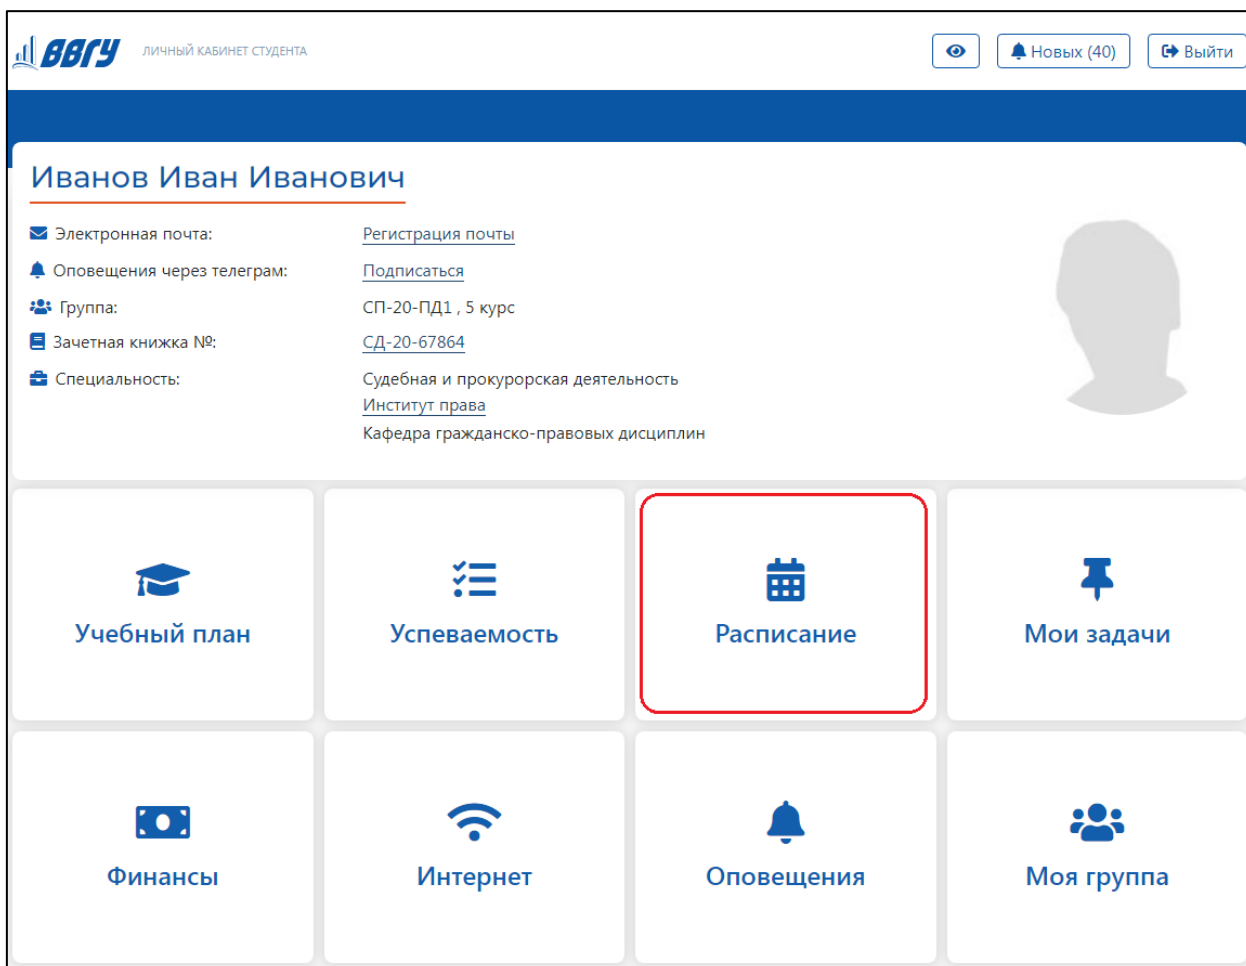 ВВГУ ЛИЧНЫЙ КАБИНЕТ СТУДЕНТА Новых (40) Выйти
Иванов Иван Иванович
Электронная почта: Регистрация почты
Оповещения через телеграм: Подписаться
Группа: СП-20-ПД1 , 5 курс
Зачетная книжка №: СД-20-67864
Специальность: Судебная и прокурорская деятельность
Институт права
Кафедра гражданско-правовых дисциплин
Учебный план Успеваемость Расписание Мои задачи
Финансы Интернет Оповещения Моя группа